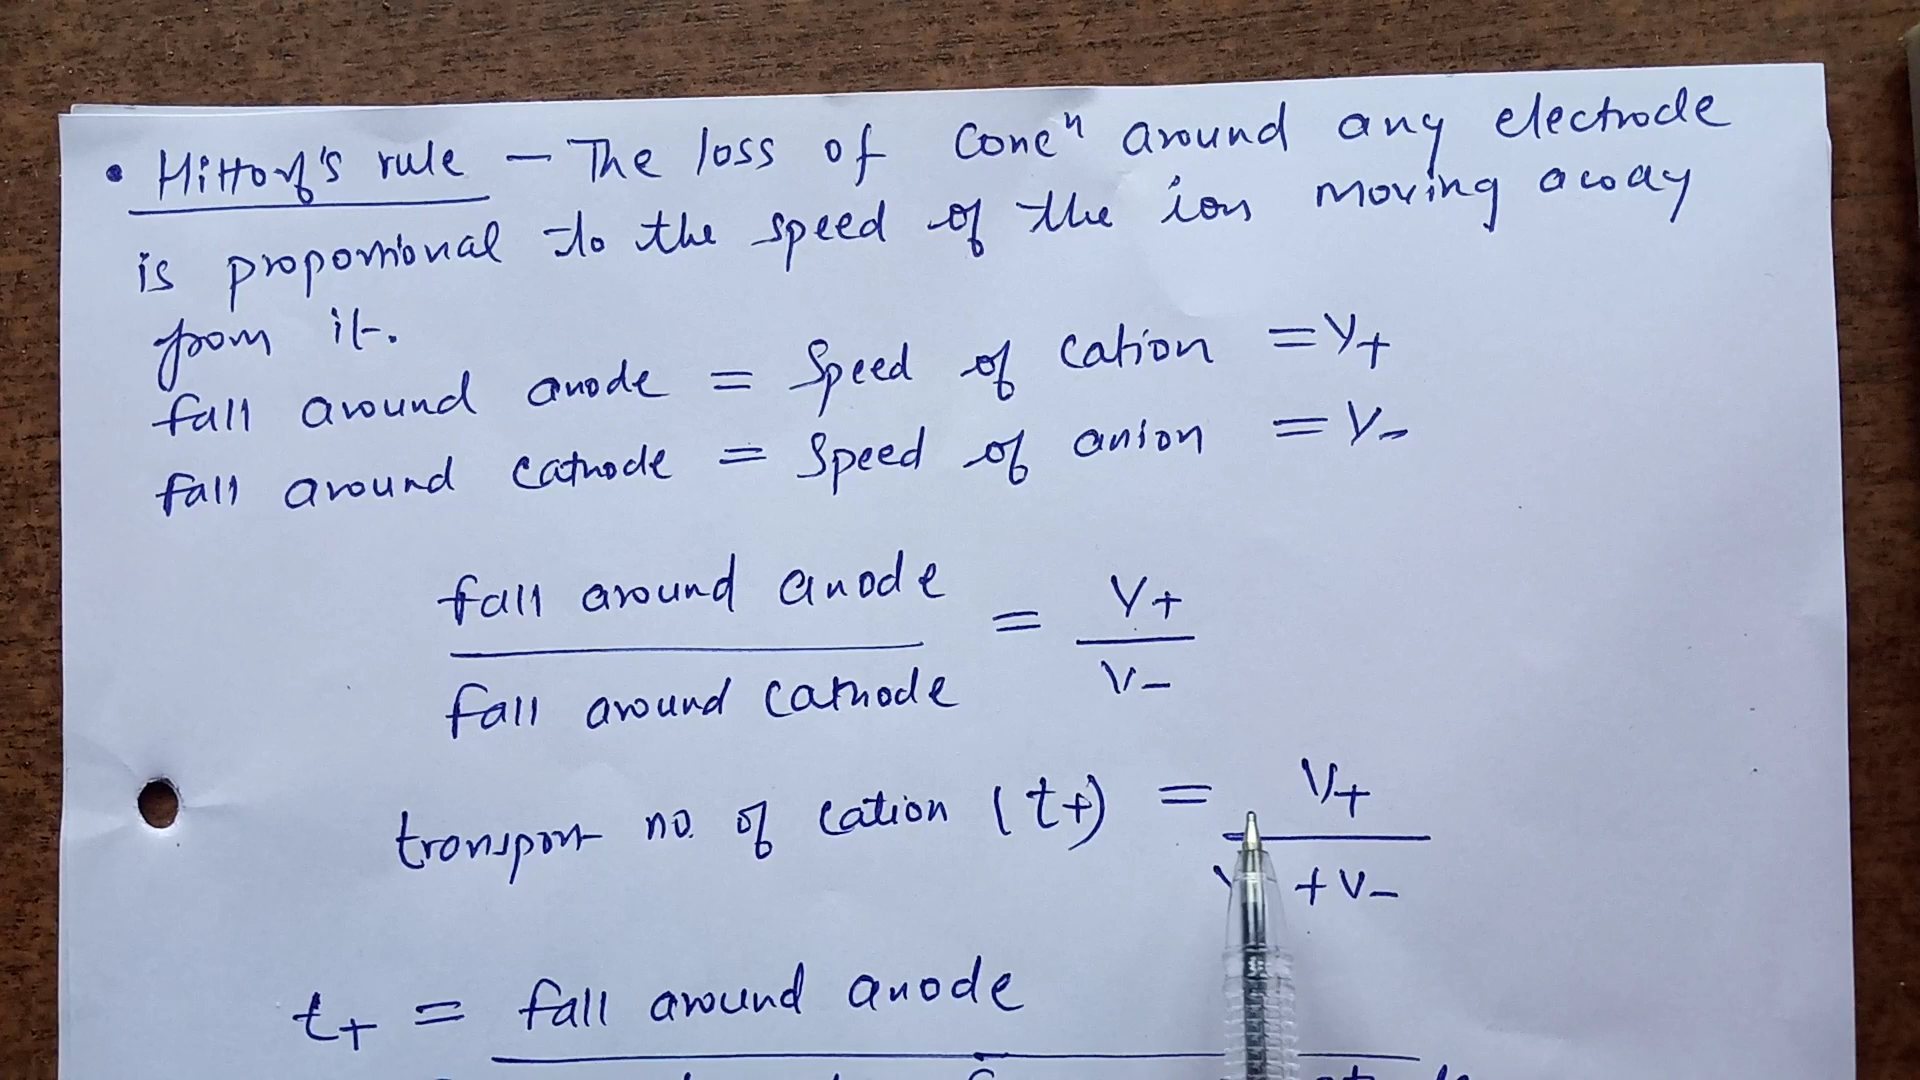 • Hittorf's rule – The loss of Concⁿ around any electrode
is proportional to the speed of the ion moving away
from it.
fall around anode = Speed of cation = V+
fall around cathode = Speed of anion = V-
fall around anode
————— = V+ / V-
fall around cathode
transport no. of cation (t+) = V+
+V-
t+ = fall around anode